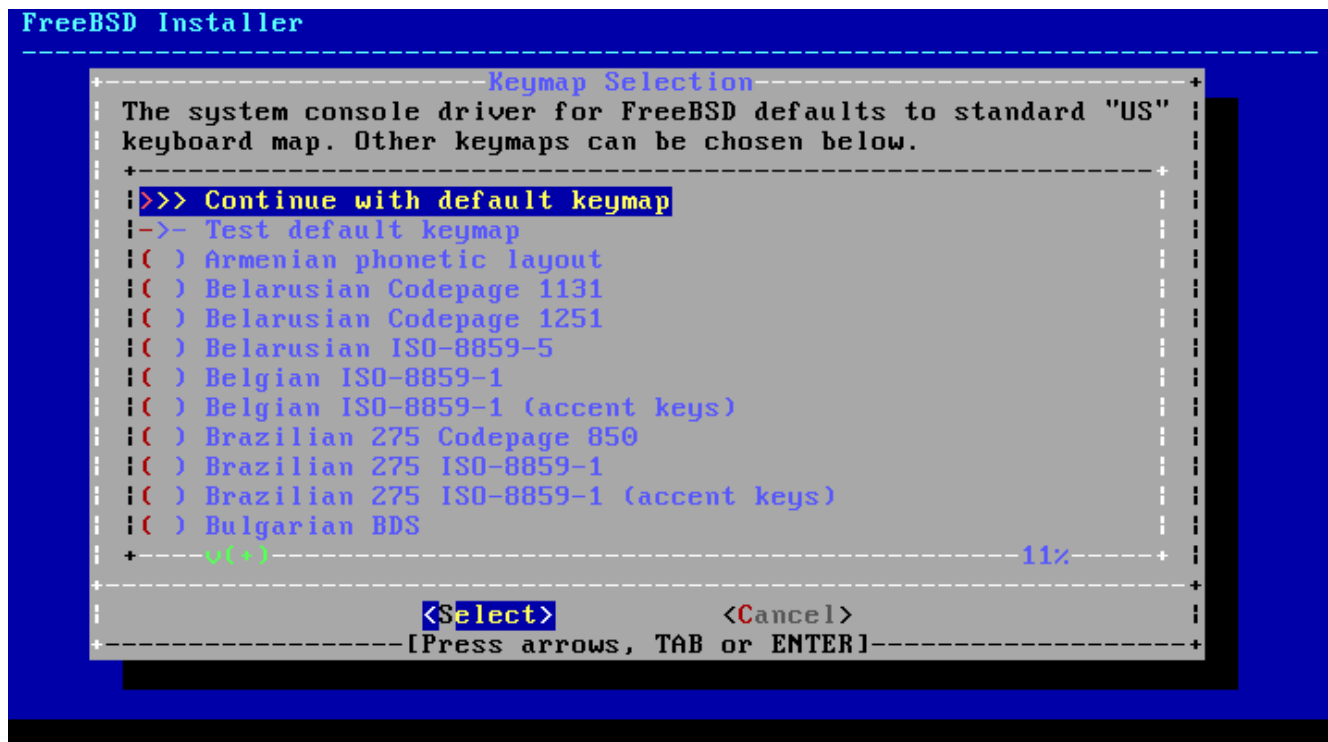 FreeBSD Installer
Keymap Selection
The system console driver for FreeBSD defaults to standard "US"
keyboard map. Other keymaps can be chosen below.
>>> Continue with default keymap
->- Test default keymap
( ) Armenian phonetic layout
( ) Belarusian Codepage 1131
( ) Belarusian Codepage 1251
( ) Belarusian ISO-8859-5
( ) Belgian ISO-8859-1
( ) Belgian ISO-8859-1 (accent keys)
( ) Brazilian 275 Codepage 850
( ) Brazilian 275 ISO-8859-1
( ) Brazilian 275 ISO-8859-1 (accent keys)
( ) Bulgarian BDS
v(+) 11%
<Select> <Cancel>
[Press arrows, TAB or ENTER]